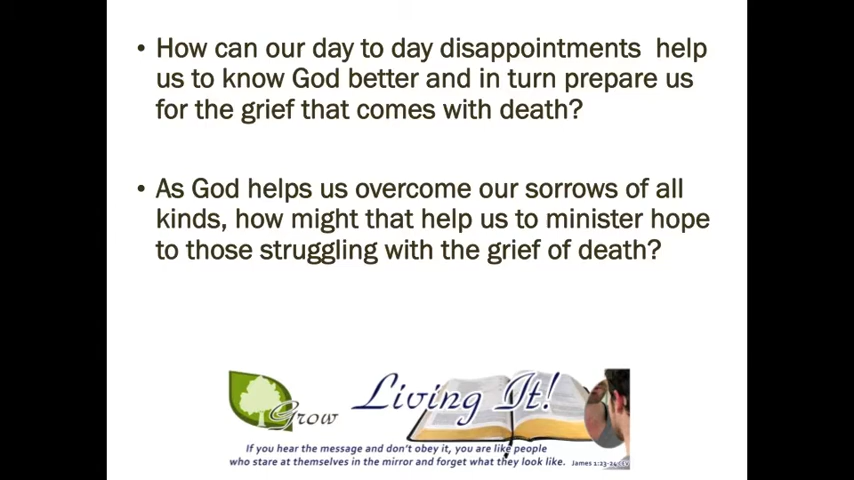 • How can our day to day disappointments help
us to know God better and in turn prepare us
for the grief that comes with death?
• As God helps us overcome our sorrows of all
kinds, how might that help us to minister hope
to those struggling with the grief of death?
Grow Living It!
If you hear the message and don't obey it, you are like people
who stare at themselves in the mirror and forget what they look like. James 1:23-24